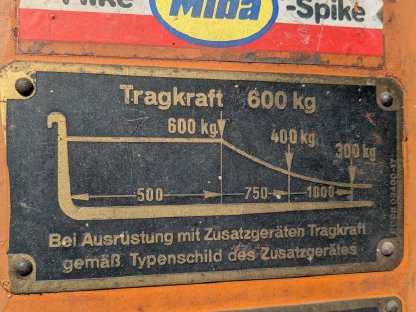 Miba
-Spike
Tragkraft 600 kg
600 kg
400 kg
300 kg
500 750 1000
Bei Ausrüstung mit Zusatzgeräten Tragkraft
gemäß Typenschild des Zusatzgerätes